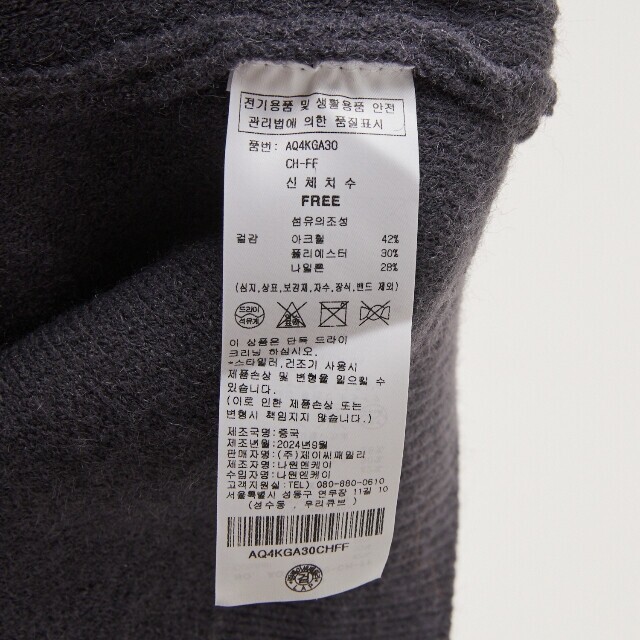 전기용품 및 생활용품 안전
관리법에 의한 품질표시
품번: AQ4KGA30
CH-FF
신체치수
FREE
섬유의조성
겉감 아크릴 42%
폴리에스터 30%
나일론 28%
(심지,상표,보강재,자수,장식,밴드 제외)
드라이
석유계
이 상품은 단독 드라이
크리닝 하십시오.
*스타일러,건조기 사용시
제품손상 및 변형을 일으킬 수
있습니다.
(이로 인한 제품손상 또는
변형시 책임지지 않습니다.)
제조국명:중국
제조년월:2024년9월
판매자명:(주)제이씨패밀리
제조자명:나원엔케이
수입자명:나원엔케이
고객지원실:TEL) 080-860-0610
서울특별시 성동구 연무장 11길 10
(성수동, 우리큐브)
AQ4KGA30CHFF
검